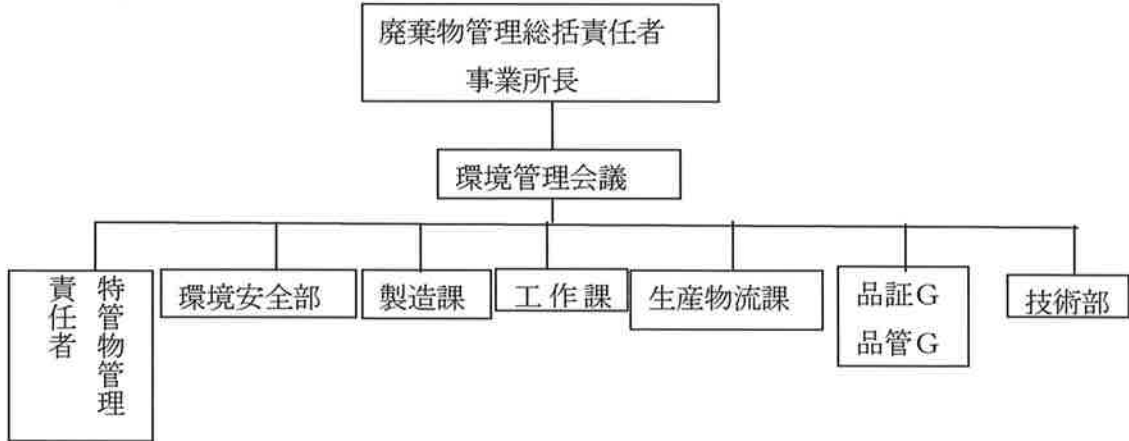 廃棄物管理総括責任者
事業所長
環境管理会議
特管物管理
責任者
環境安全部
製造課
工作課
生産物流課
品証G
品管G
技術部